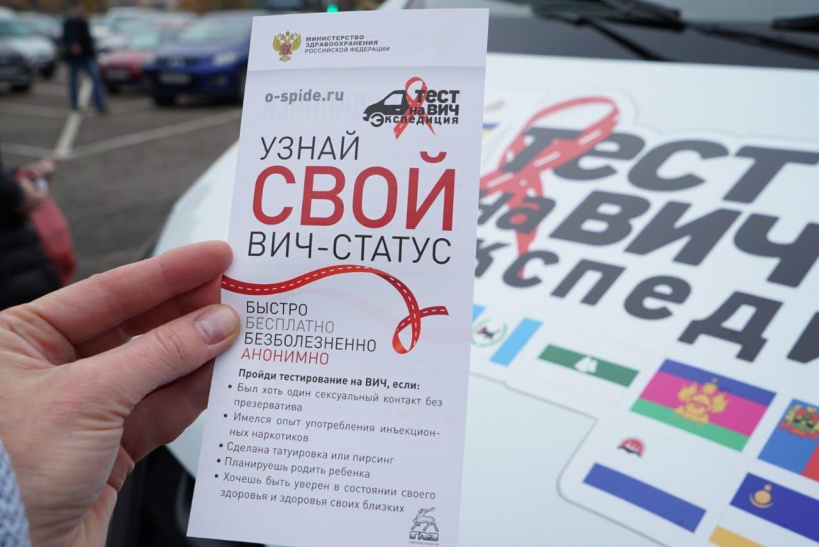 МИНИСТЕРСТВО
ЗДРАВООХРАНЕНИЯ
РОССИЙСКОЙ ФЕДЕРАЦИИ
o-spide.ru
тест
на ВИЧ
экспедиция
УЗНАЙ
СВОЙ
ВИЧ-СТАТУС
БЫСТРО
БЕСПЛАТНО
БЕЗБОЛЕЗНЕННО
АНОНИМНО
Пройди тестирование на ВИЧ, если:
• Был хоть один сексуальный контакт без
презерватива
• Имелся опыт употребления инъекцион-
ных наркотиков
• Сделана татуировка или пирсинг
• Планируешь родить ребенка
• Хочешь быть уверен в состоянии своего
здоровья и здоровья своих близких
ГАЗ
тест
на ВИЧ
экспеди